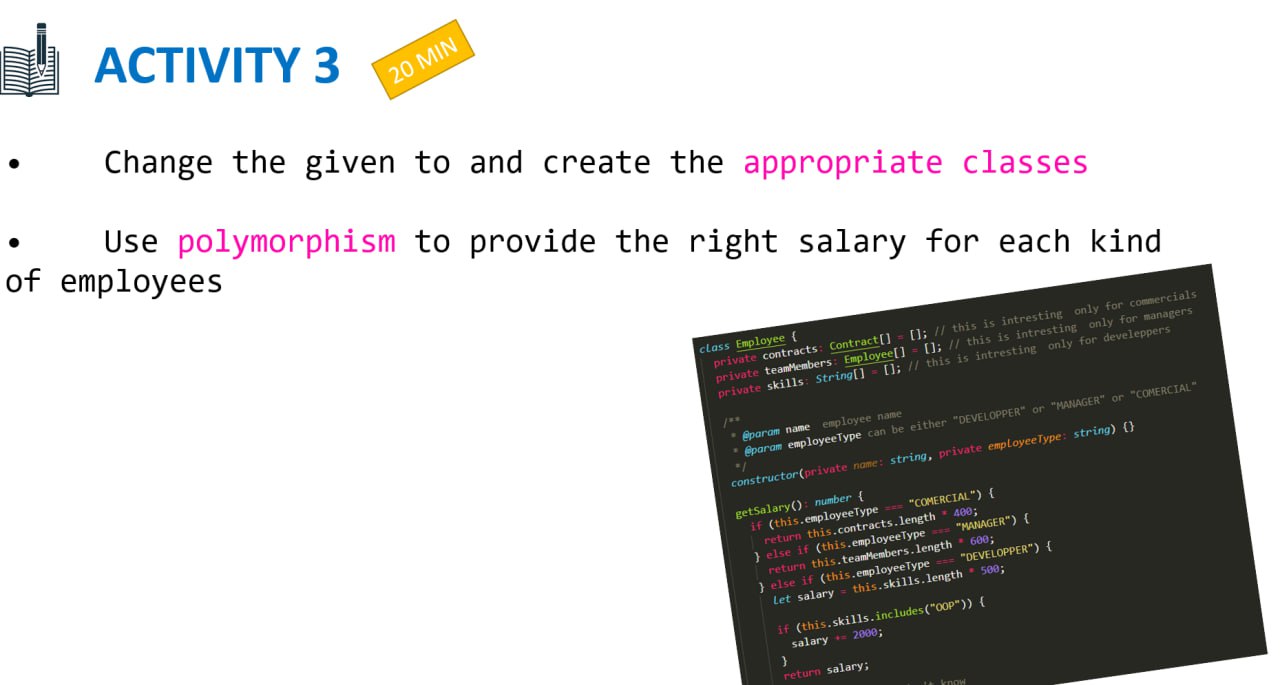 ACTIVITY 3
20 MIN
• Change the given to and create the appropriate classes
• Use polymorphism to provide the right salary for each kind
of employees
class Employee {
private contracts: Contract[] = []; // this is intresting only for commercials
private teamMembers: Employee[] = []; // this is intresting only for managers
private skills: String[] = []; // this is intresting only for develeppers
/**
* @param name employee name
* @param employeeType can be either "DEVELOPPER" or "MANAGER" or "COMERCIAL"
*/
constructor(private name: string, private employeeType: string) {}
getSalary(): number {
if (this.employeeType === "COMERCIAL") {
return this.contracts.length * 400;
} else if (this.employeeType === "MANAGER") {
return this.teamMembers.length * 600;
} else if (this.employeeType === "DEVELOPPER") {
let salary = this.skills.length * 500;
if (this.skills.includes("OOP")) {
salary += 2000;
}
return salary;
know